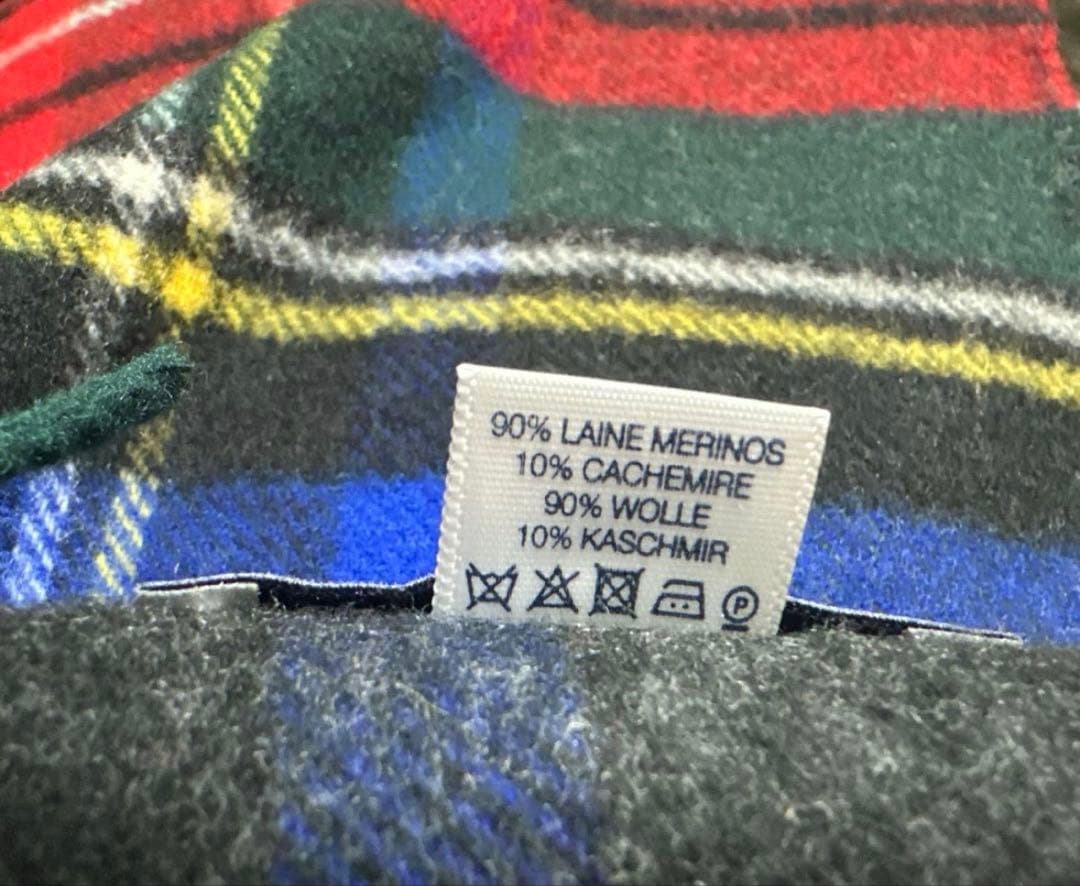 90% LAINE MERINOS
10% CACHEMIRE
90% WOLLE
10% KASCHMIR
P